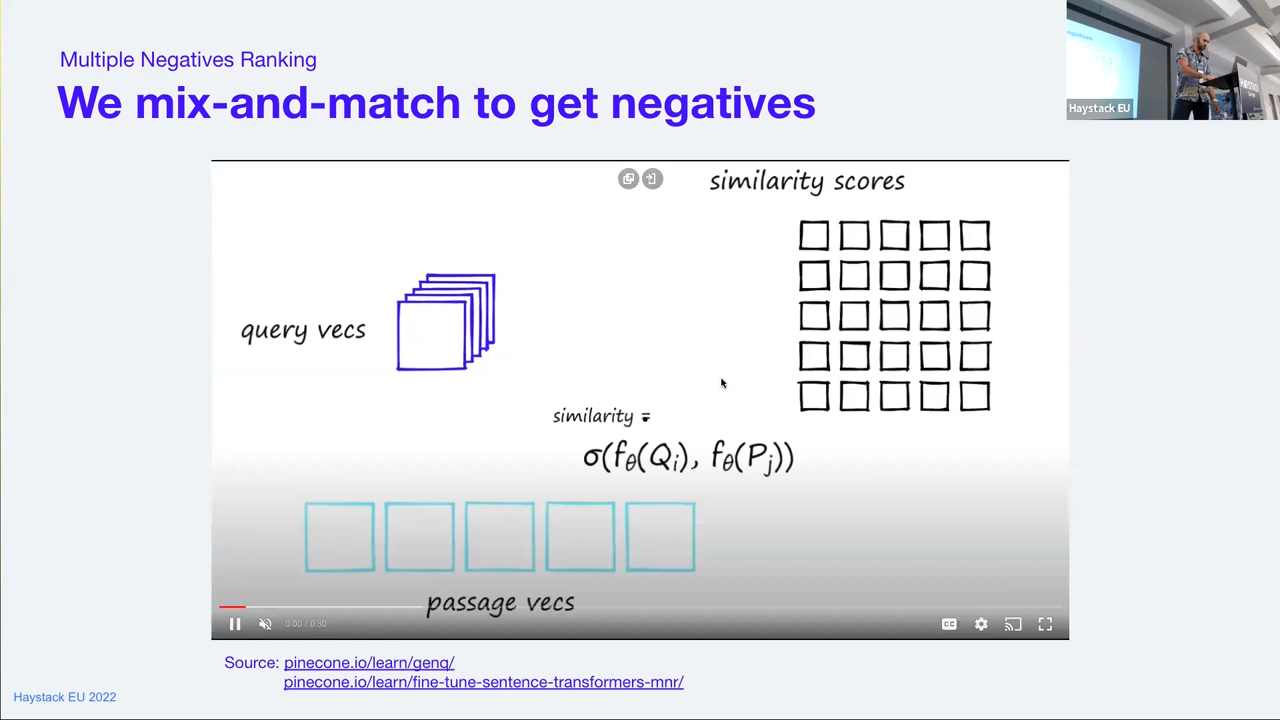 Multiple Negatives Ranking
We mix-and-match to get negatives
Haystack EU
similarity scores
query vecs
similarity =
σ(fθ(Qi), fθ(Pj))
passage vecs
0:00 / 0:30
CC
Source: pinecone.io/learn/genq/
pinecone.io/learn/fine-tune-sentence-transformers-mnr/
Haystack EU 2022